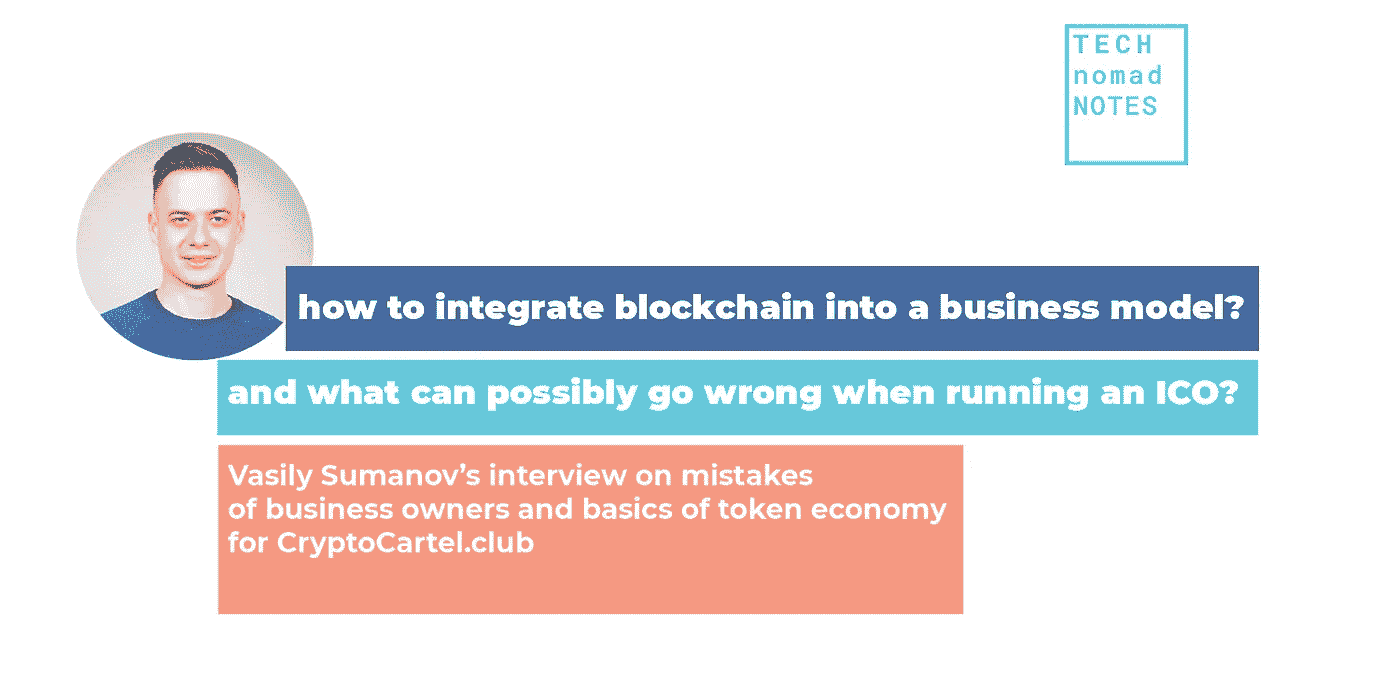 TECH
nomad
NOTES
how to integrate blockchain into a business model?
and what can possibly go wrong when running an ICO?
Vasily Sumanov’s interview on mistakes
of business owners and basics of token economy
for CryptoCartel.club